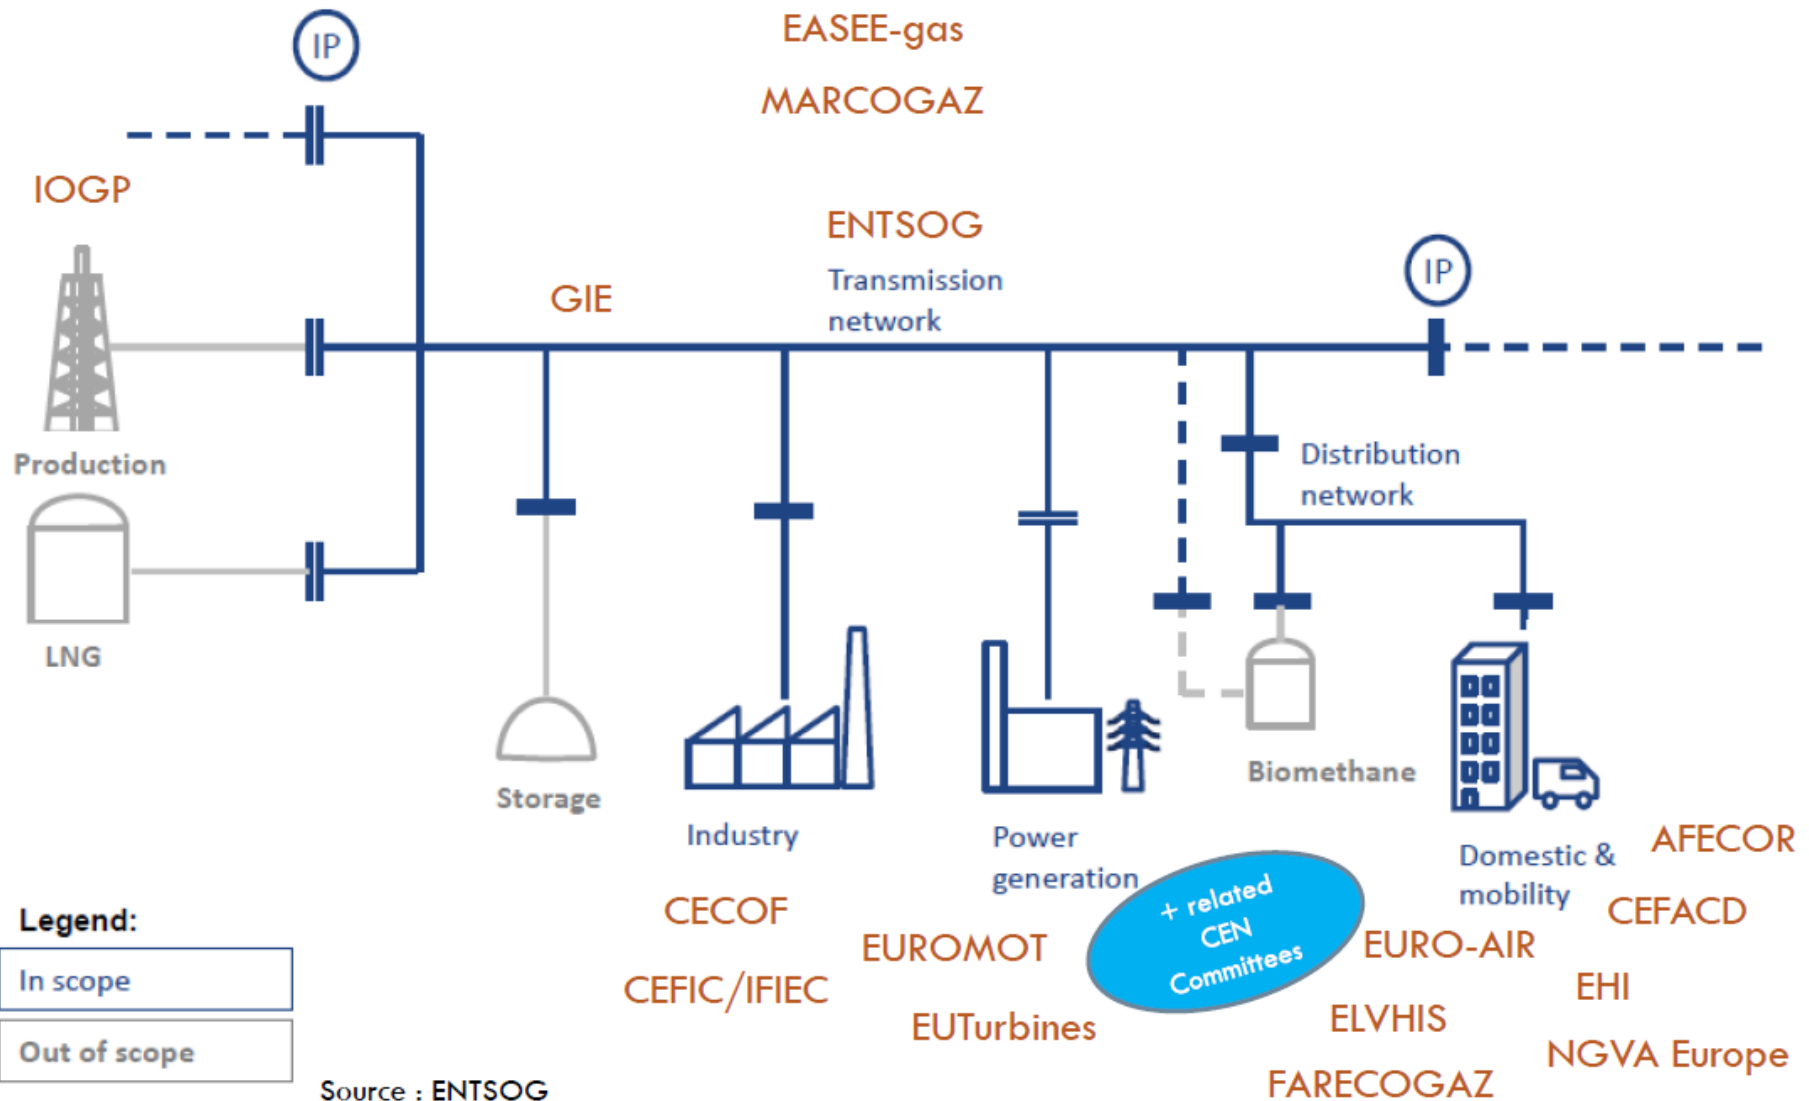 IP
EASEE-gas
MARCOGAZ
IOGP
ENTSOG
Transmission
network
IP
GIE
Production
Distribution
network
LNG
Storage
Biomethane
Industry
Power
generation
Domestic &
mobility
AFECOR
CECOF
CEFIC/IFIEC
EUROMOT
EUTurbines
+ related
CEN
Committees
EURO-AIR
CEFACD
EHI
ELVHIS
NGVA Europe
FARECOGAZ
Legend:
In scope
Out of scope
Source : ENTSOG